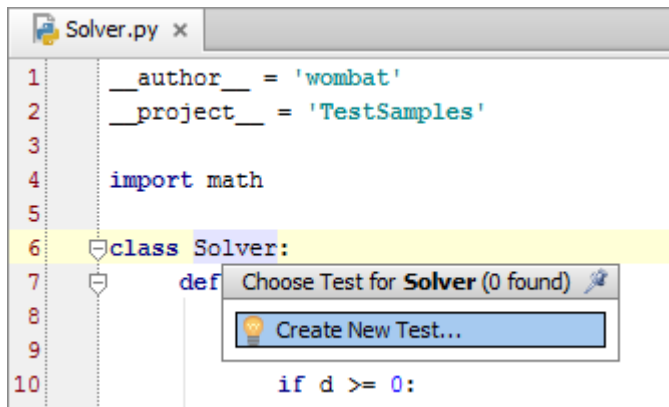 Solver.py ×
1 __author__ = 'wombat'
2 __project__ = 'TestSamples'
3
4 import math
5
6 class Solver:
7 def
Choose Test for Solver (0 found)
8
Create New Test...
9
10 if d >= 0: